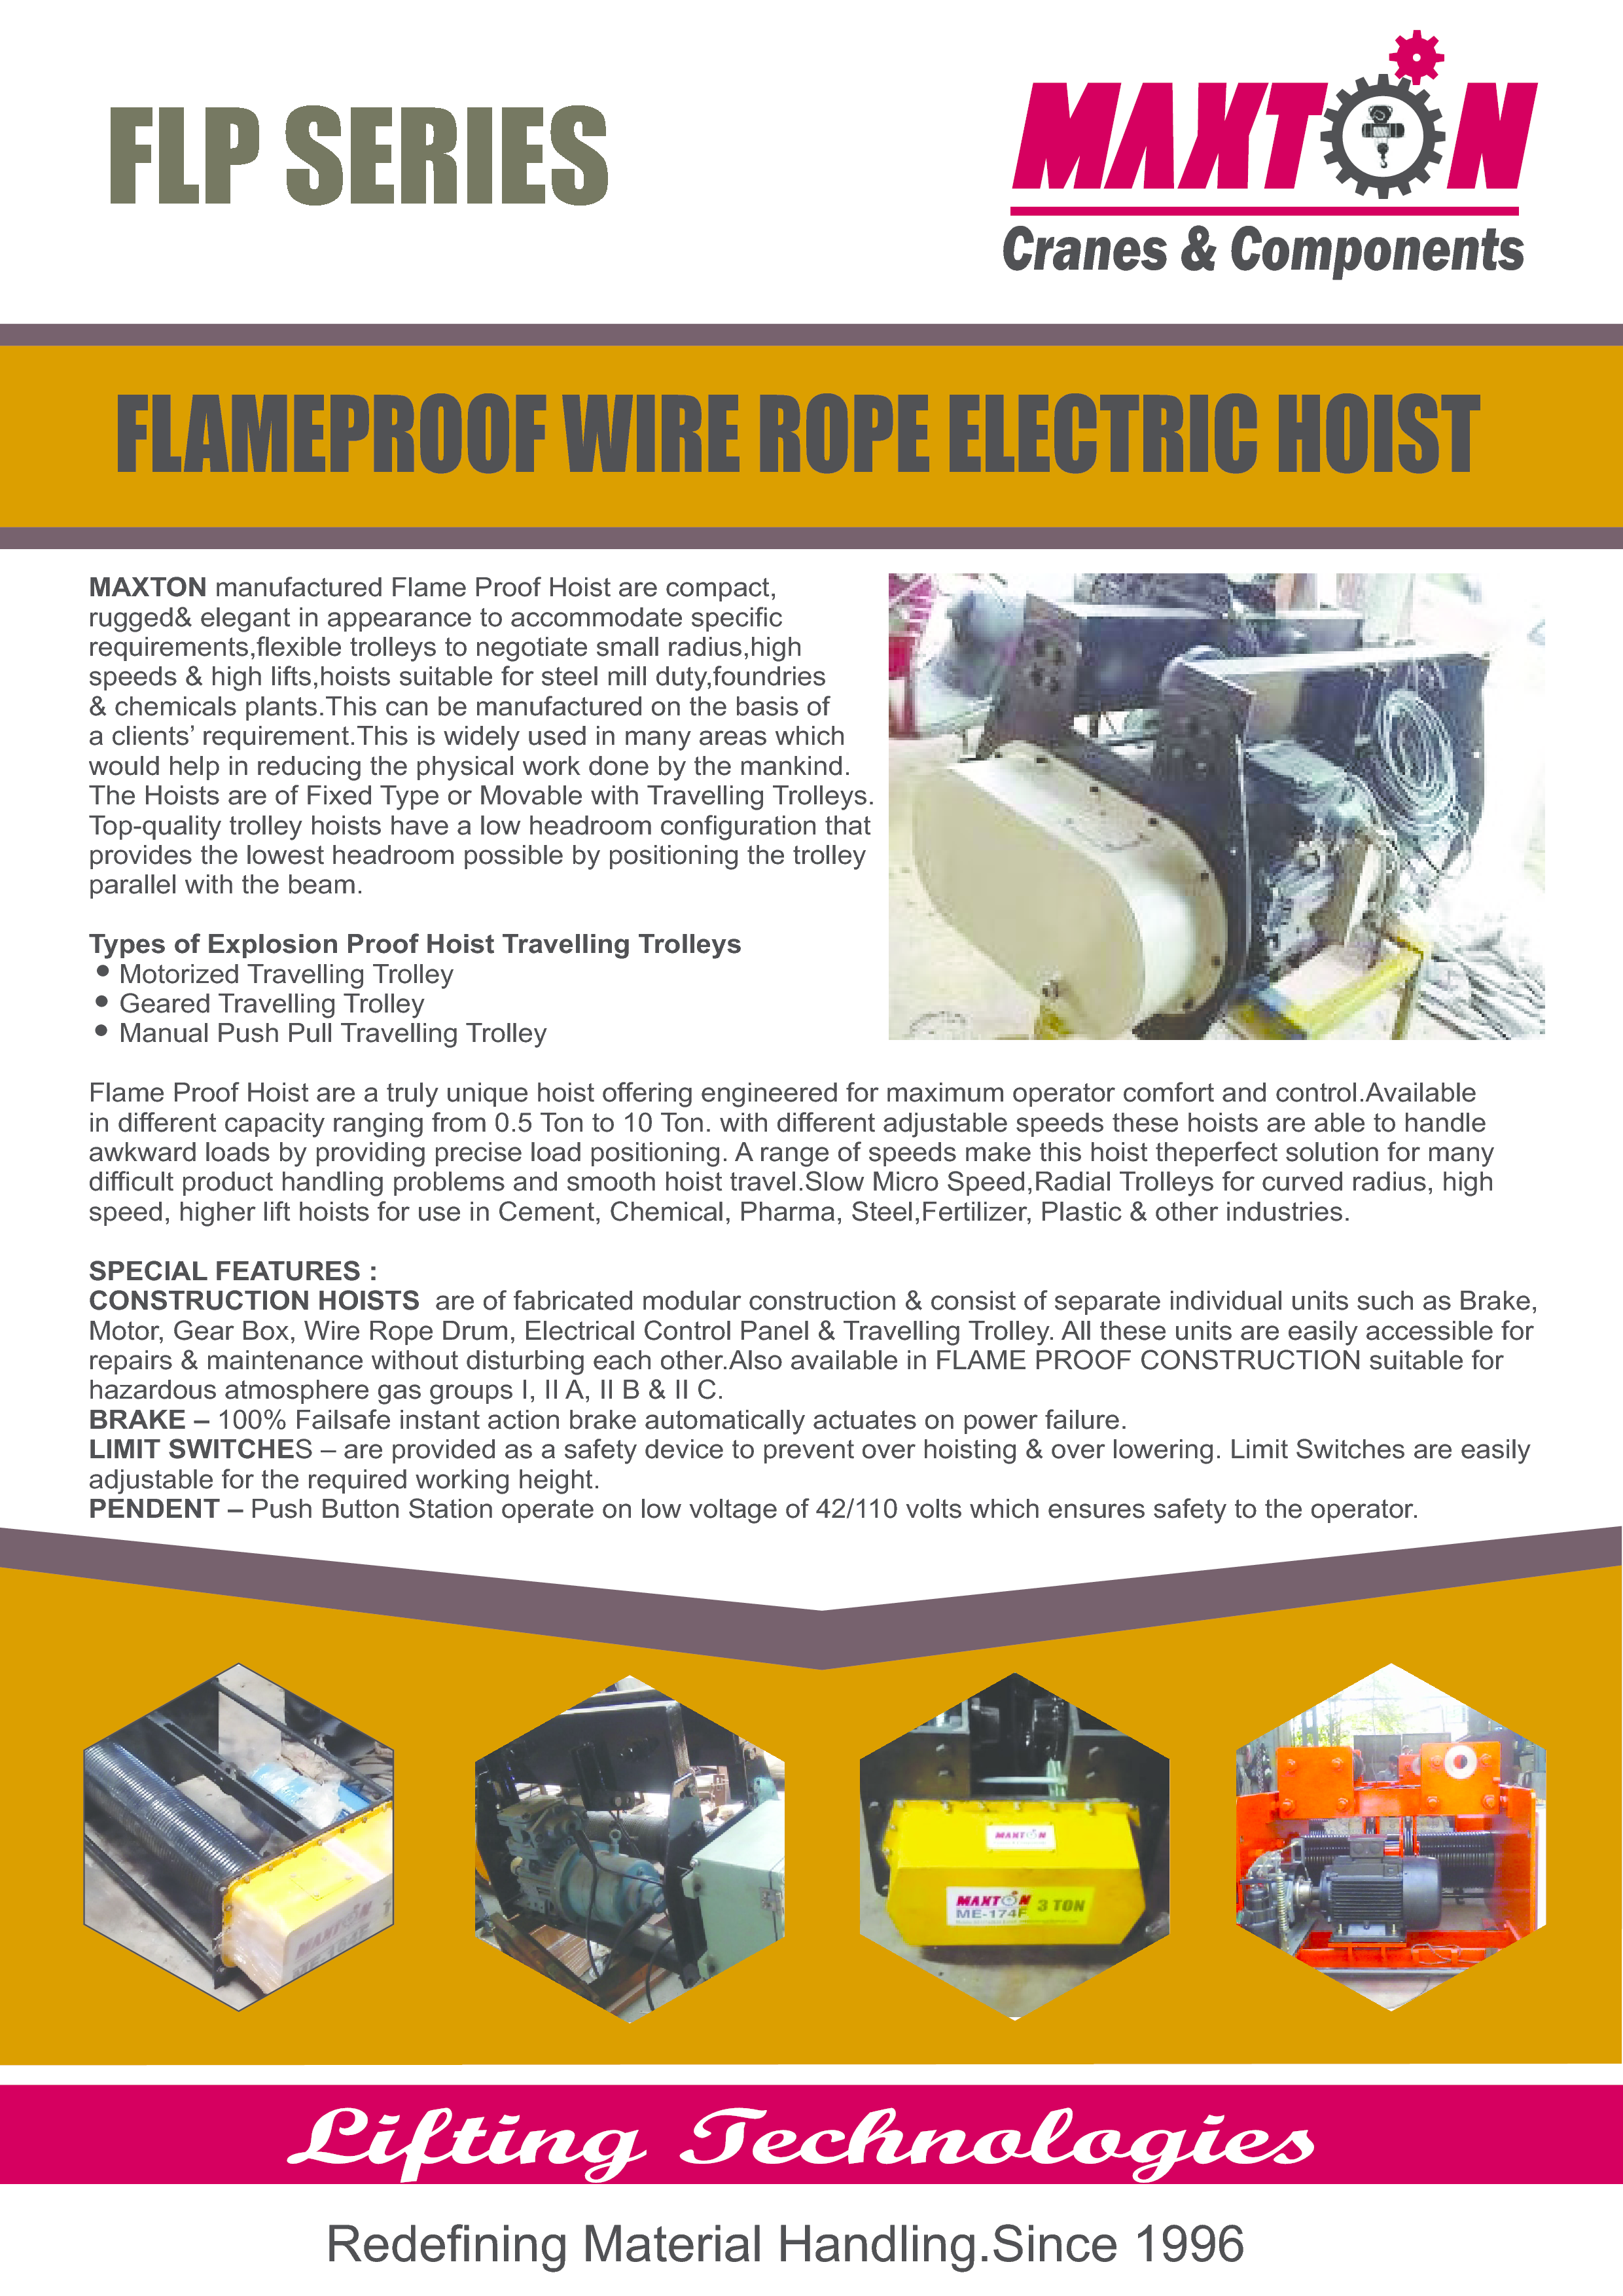 FLP SERIES
MAXTON
Cranes & Components
FLAMEPROOF WIRE ROPE ELECTRIC HOIST
MAXTON manufactured Flame Proof Hoist are compact,
rugged& elegant in appearance to accommodate specific
requirements,flexible trolleys to negotiate small radius,high
speeds & high lifts,hoists suitable for steel mill duty,foundries
& chemicals plants.This can be manufactured on the basis of
a clients’ requirement.This is widely used in many areas which
would help in reducing the physical work done by the mankind.
The Hoists are of Fixed Type or Movable with Travelling Trolleys.
Top-quality trolley hoists have a low headroom configuration that
provides the lowest headroom possible by positioning the trolley
parallel with the beam.
Types of Explosion Proof Hoist Travelling Trolleys
• Motorized Travelling Trolley
• Geared Travelling Trolley
• Manual Push Pull Travelling Trolley
Flame Proof Hoist are a truly unique hoist offering engineered for maximum operator comfort and control.Available
in different capacity ranging from 0.5 Ton to 10 Ton. with different adjustable speeds these hoists are able to handle
awkward loads by providing precise load positioning. A range of speeds make this hoist theperfect solution for many
difficult product handling problems and smooth hoist travel.Slow Micro Speed,Radial Trolleys for curved radius, high
speed, higher lift hoists for use in Cement, Chemical, Pharma, Steel,Fertilizer, Plastic & other industries.
SPECIAL FEATURES :
CONSTRUCTION HOISTS are of fabricated modular construction & consist of separate individual units such as Brake,
Motor, Gear Box, Wire Rope Drum, Electrical Control Panel & Travelling Trolley. All these units are easily accessible for
repairs & maintenance without disturbing each other.Also available in FLAME PROOF CONSTRUCTION suitable for
hazardous atmosphere gas groups I, II A, II B & II C.
BRAKE – 100% Failsafe instant action brake automatically actuates on power failure.
LIMIT SWITCHES – are provided as a safety device to prevent over hoisting & over lowering. Limit Switches are easily
adjustable for the required working height.
PENDENT – Push Button Station operate on low voltage of 42/110 volts which ensures safety to the operator.
MAXTON
MAXTON
MAXTON 3 TON
ME-174F
Lifting Technologies
Redefining Material Handling.Since 1996